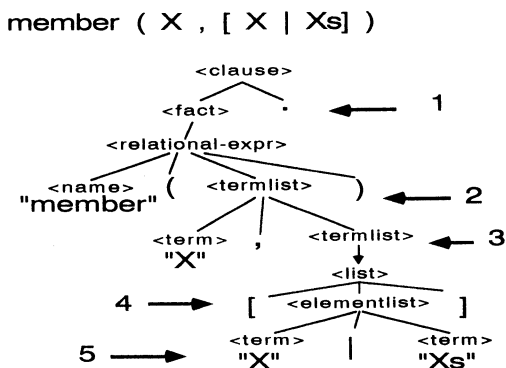 member ( X , [ X | Xs] )
<clause>
<fact> . 1
<relational-expr>
<name> ( <termlist> ) 2
"member"
<term> , <termlist> 3
"X"
<list>
4 [ <elementlist> ]
5 <term> | <term>
"X" "Xs"